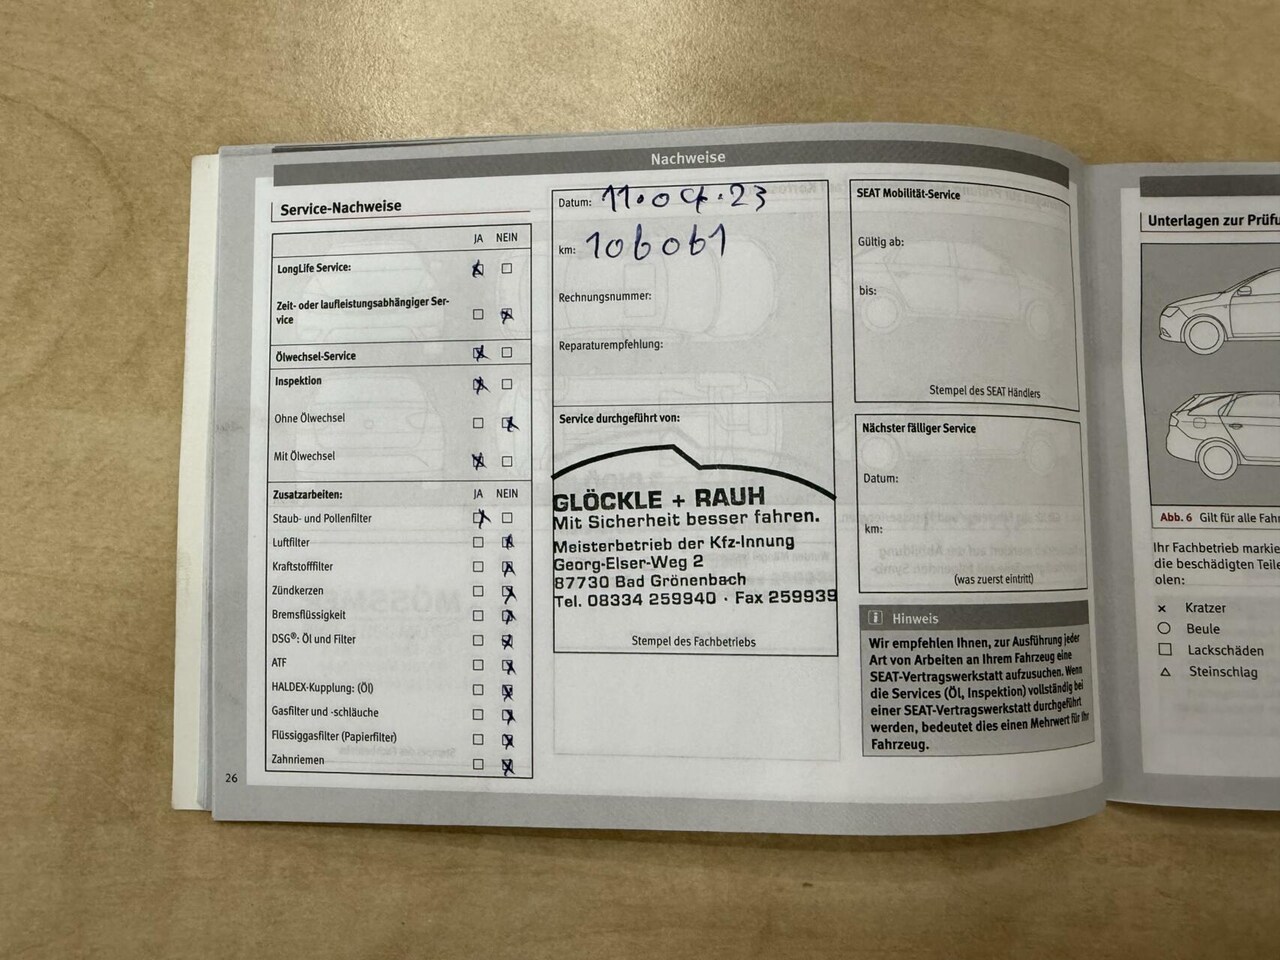 Nachweise
Service-Nachweise
JA NEIN
LongLife Service:
Zeit- oder laufleistungsabhängiger Ser-
vice
Ölwechsel-Service
Inspektion
Ohne Ölwechsel
Mit Ölwechsel
Zusatzarbeiten: JA NEIN
Staub- und Pollenfilter
Luftfilter
Kraftstofffilter
Zündkerzen
Bremsflüssigkeit
DSG®: Öl und Filter
ATF
HALDEX-Kupplung: (Öl)
Gasfilter und -schläuche
Flüssiggasfilter (Papierfilter)
Zahnriemen
26
Datum: 11.04.23
km: 106061
Rechnungsnummer:
Reparaturempfehlung:
Service durchgeführt von:
GLÖCKLE + RAUH
Mit Sicherheit besser fahren.
Meisterbetrieb der Kfz-Innung
Georg-Elser-Weg 2
87730 Bad Grönenbach
Tel. 08334 259940 · Fax 259939
Stempel des Fachbetriebs
SEAT Mobilität-Service
Gültig ab:
bis:
Stempel des SEAT Händlers
Nächster fälliger Service
Datum:
km:
(was zuerst eintritt)
i Hinweis
Wir empfehlen Ihnen, zur Ausführung jeder
Art von Arbeiten an Ihrem Fahrzeug eine
SEAT-Vertragswerkstatt aufzusuchen. Wenn
die Services (Öl, Inspektion) vollständig bei
einer SEAT-Vertragswerkstatt durchgeführt
werden, bedeutet dies einen Mehrwert für Ihr
Fahrzeug.
Unterlagen zur Prüfu
Abb. 6 Gilt für alle Fah
Ihr Fachbetrieb markie
die beschädigten Teile
olen:
Kratzer
Beule
Lackschäden
Steinschlag